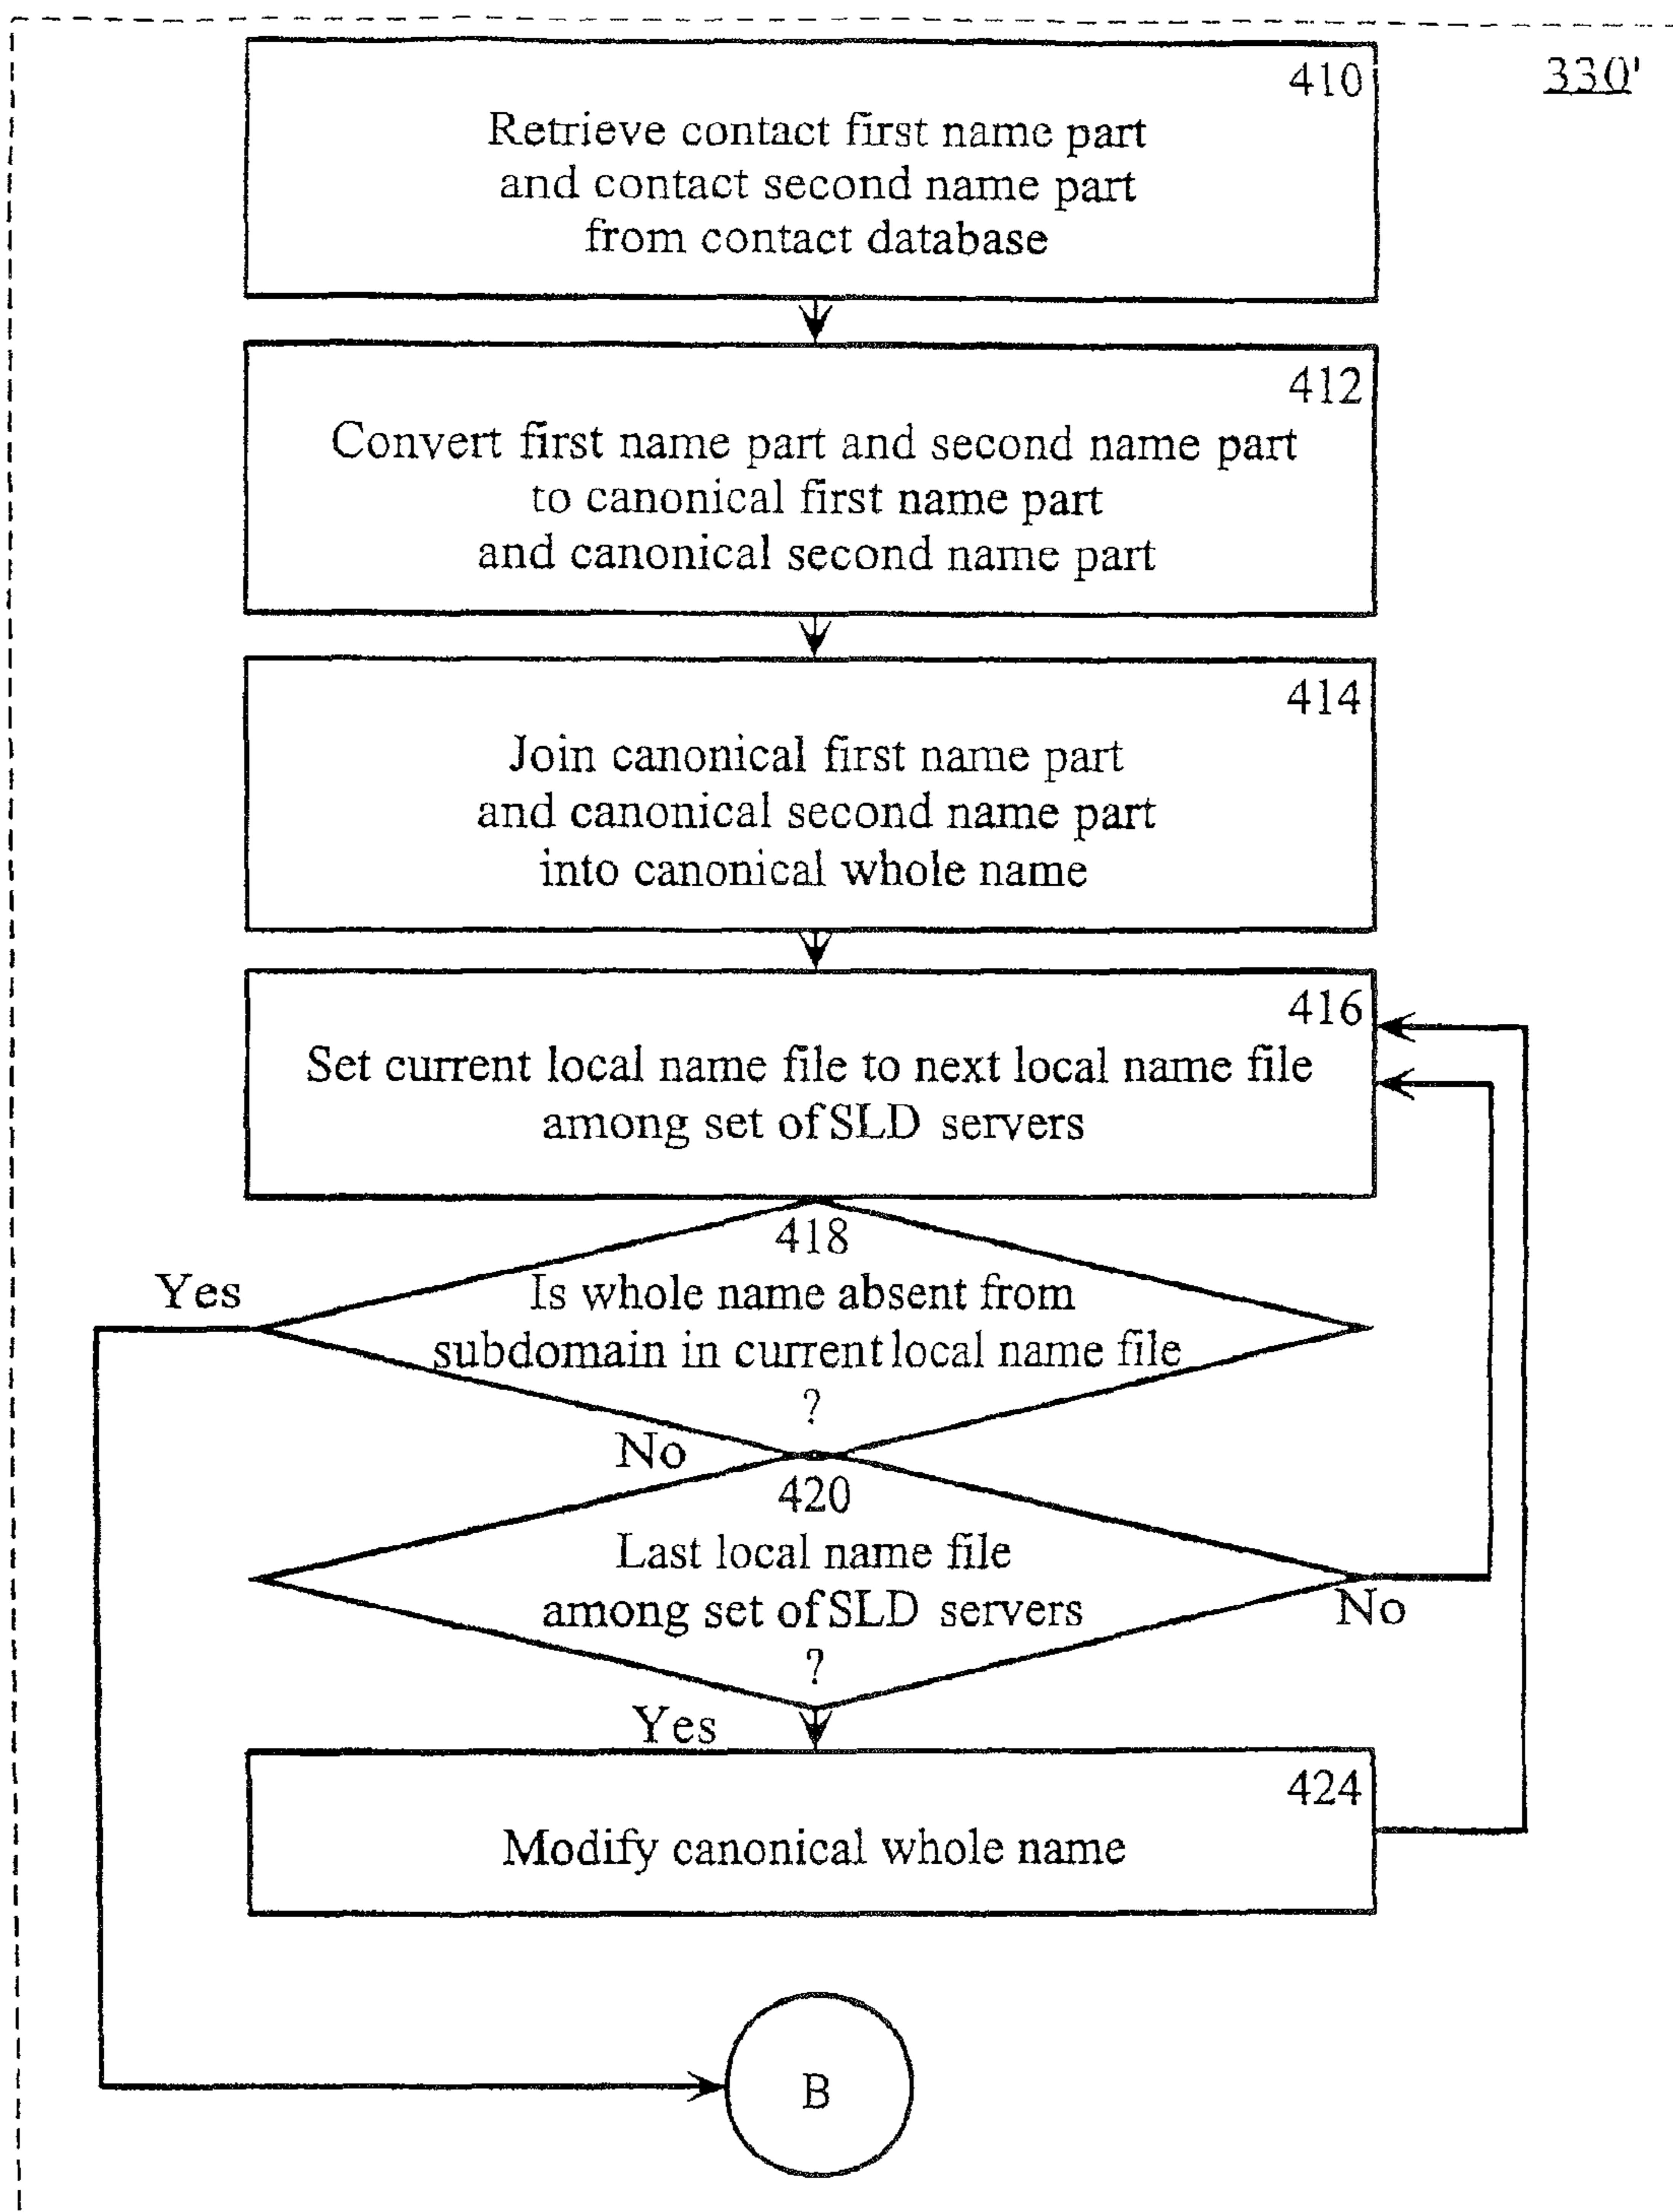 330'
410
Retrieve contact first name part
and contact second name part
from contact database
412
Convert first name part and second name part
to canonical first name part
and canonical second name part
414
Join canonical first name part
and canonical second name part
into canonical whole name
416
Set current local name file to next local name file
among set of SLD servers
418
Yes
Is whole name absent from
subdomain in current local name file
?
No
420
Last local name file
among set of SLD servers
No
?
Yes
424
Modify canonical whole name
B